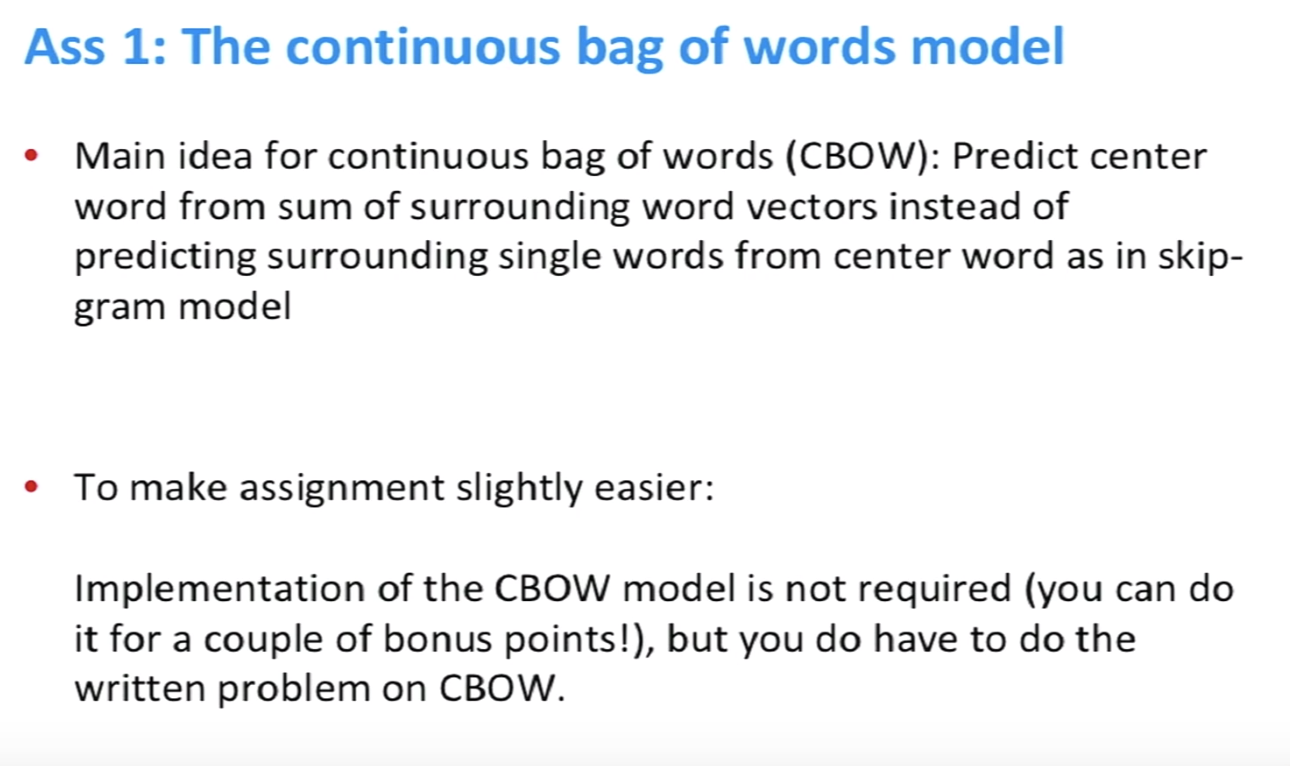 Ass 1: The continuous bag of words model
• Main idea for continuous bag of words (CBOW): Predict center
word from sum of surrounding word vectors instead of
predicting surrounding single words from center word as in skip-
gram model
• To make assignment slightly easier:
Implementation of the CBOW model is not required (you can do
it for a couple of bonus points!), but you do have to do the
written problem on CBOW.